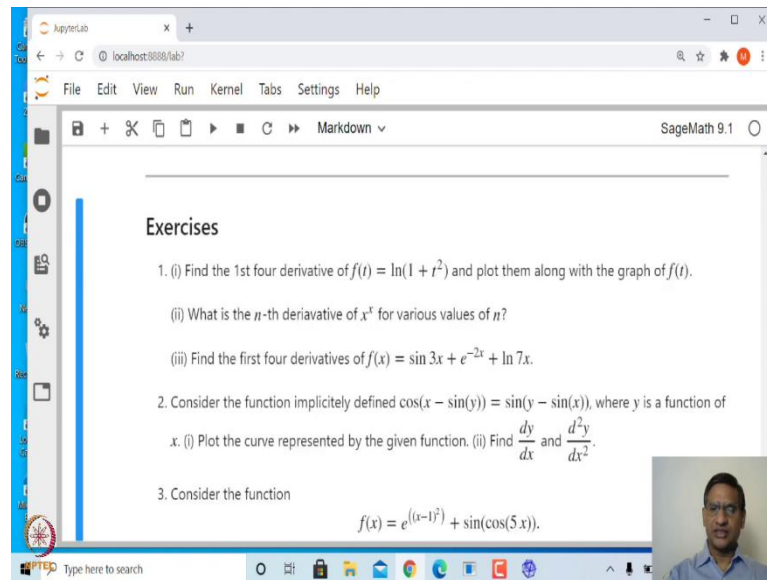 JupyterLab
localhost:8888/lab?
M
File Edit View Run Kernel Tabs Settings Help
Markdown
SageMath 9.1
Exercises
1. (i) Find the 1st four derivative of f(t) = ln(1 + t²) and plot them along with the graph of f(t).
(ii) What is the n-th deriavative of xˣ for various values of n?
(iii) Find the first four derivatives of f(x) = sin 3x + e⁻²ˣ + ln 7x.
2. Consider the function implicitely defined cos(x − sin(y)) = sin(y − sin(x)), where y is a function of
x. (i) Plot the curve represented by the given function. (ii) Find dy/dx and d²y/dx².
3. Consider the function
f(x) = e^((x−1)²) + sin(cos(5 x)).
NPTEL
Type here to search